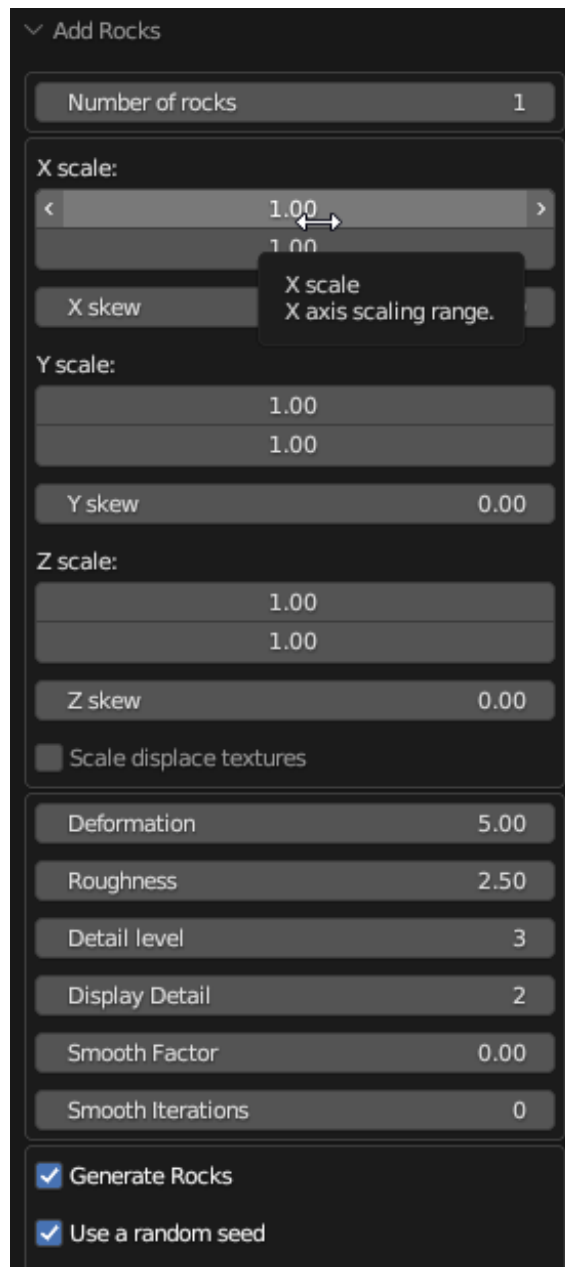 Add Rocks
Number of rocks 1
X scale:
1.00
1.00
X skew
X scale
X axis scaling range.
Y scale:
1.00
1.00
Y skew 0.00
Z scale:
1.00
1.00
Z skew 0.00
Scale displace textures
Deformation 5.00
Roughness 2.50
Detail level 3
Display Detail 2
Smooth Factor 0.00
Smooth Iterations 0
Generate Rocks
Use a random seed